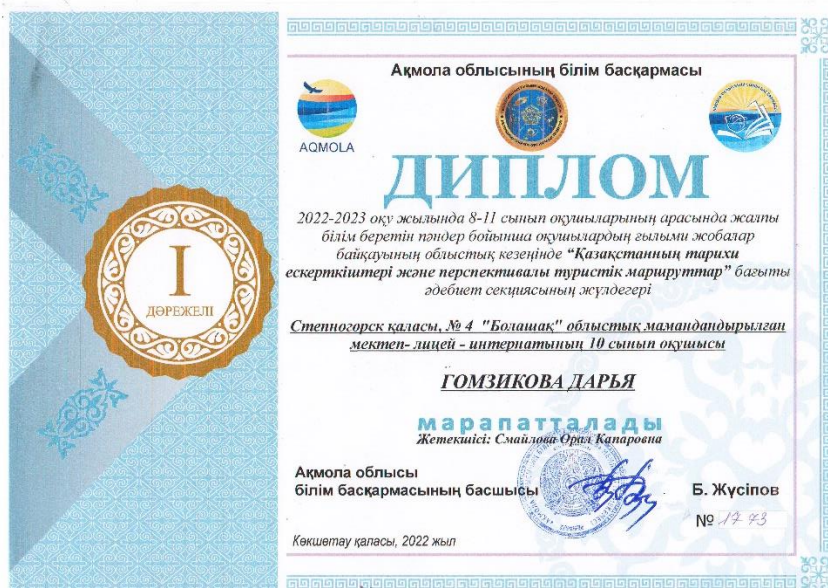 Ақмола облысының білім басқармасы
AQMOLA
ДИПЛОМ
2022-2023 оқу жылында 8-11 сынып оқушыларының арасында жалпы
білім беретін пәндер бойынша оқушылардың ғылыми жобалар
байқауының облыстық кезеңінде “Қазақстанның тарихи
ескерткіштері және перспективалы туристік маршруттар” бағыты
әдебиет секциясының жүлдегері
I
ДӘРЕЖЕЛІ
Степногорск қаласы, № 4 "Болашақ" облыстық мамандандырылған
мектеп- лицей - интернатының 10 сынып оқушысы
ГОМЗИКОВА ДАРЬЯ
марапатталады
Жетекшісі: Смайлова Орал Капаровна
Ақмола облысы
білім басқармасының басшысы
Б. Жүсіпов
№ 1773
Көкшетау қаласы, 2022 жыл